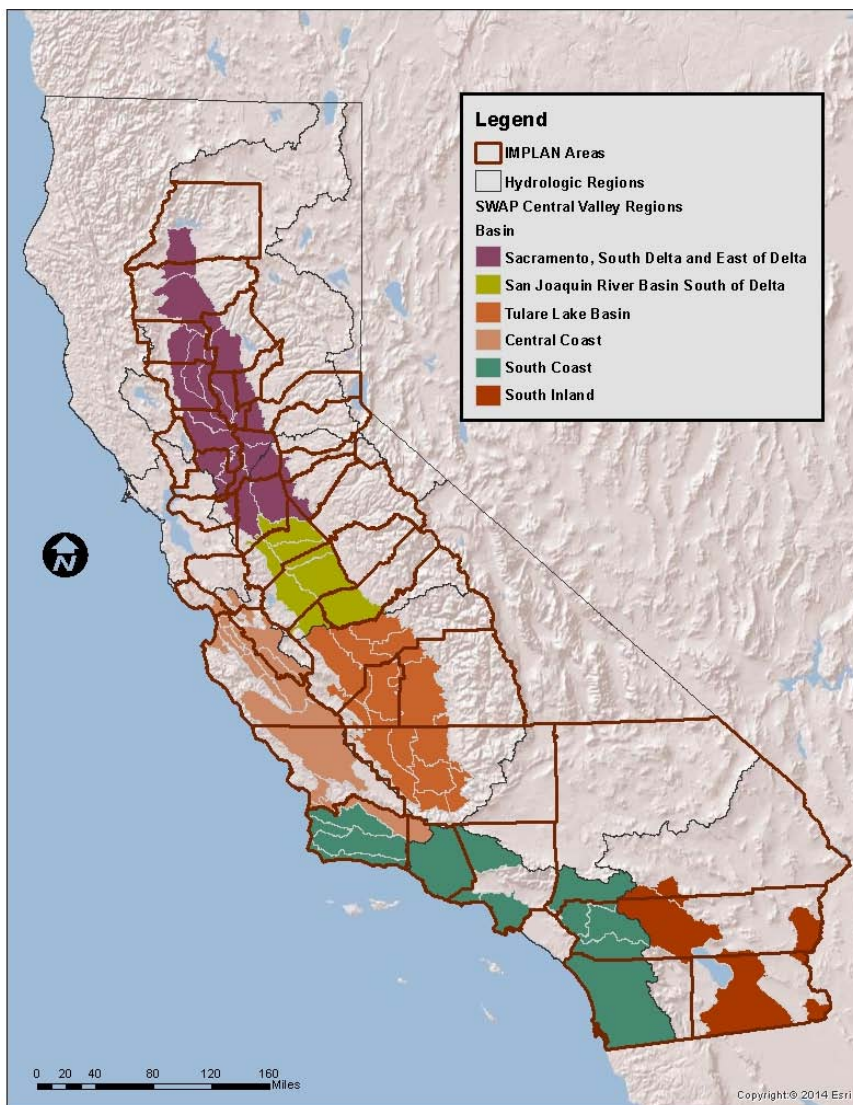 Legend
IMPLAN Areas
Hydrologic Regions
SWAP Central Valley Regions
Basin
Sacramento, South Delta and East of Delta
San Joaquin River Basin South of Delta
Tulare Lake Basin
Central Coast
South Coast
South Inland
N
0 20 40 80 120 160
Miles
Copyright:© 2014 Esri